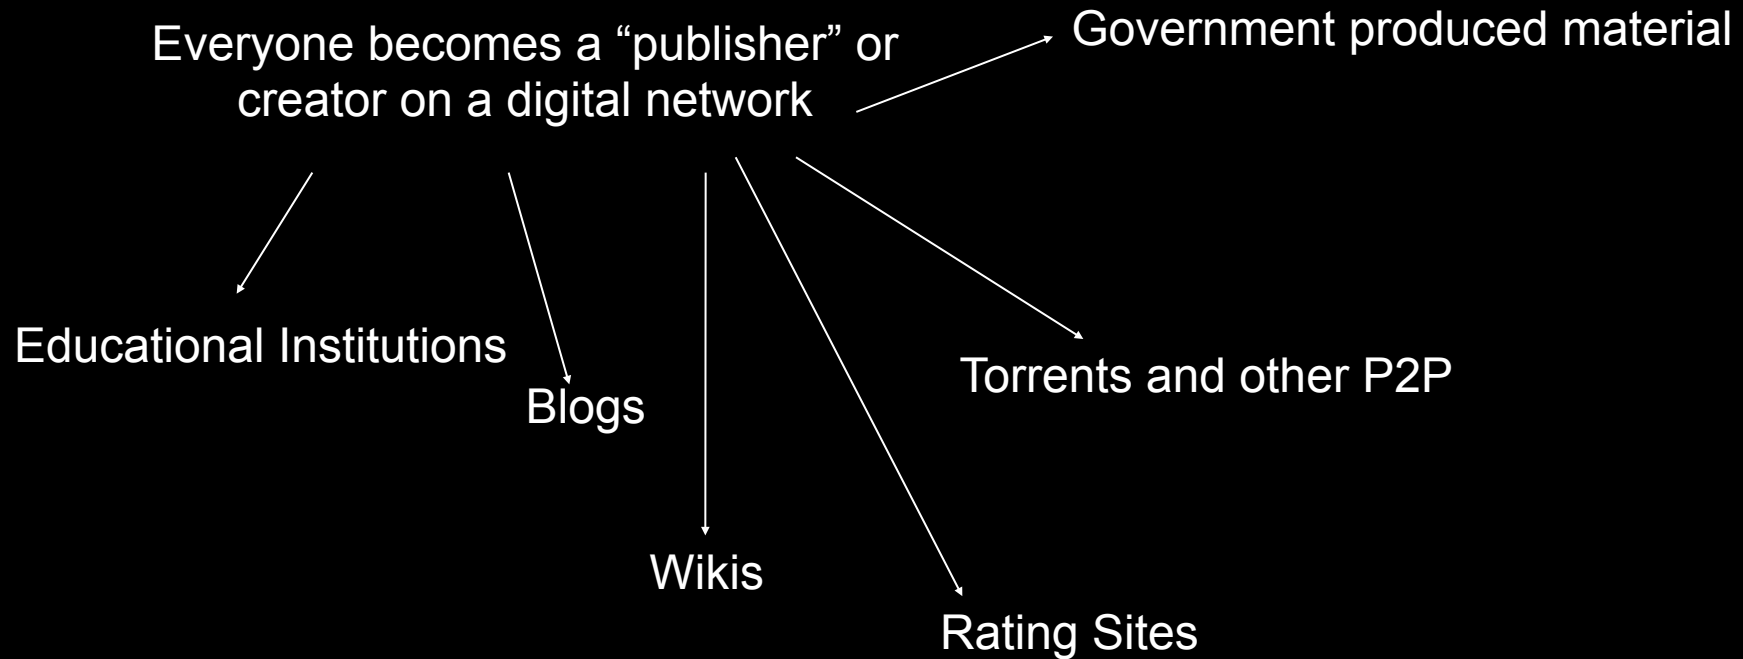 Everyone becomes a “publisher” or
creator on a digital network
Government produced material
Educational Institutions
Blogs
Torrents and other P2P
Wikis
Rating Sites